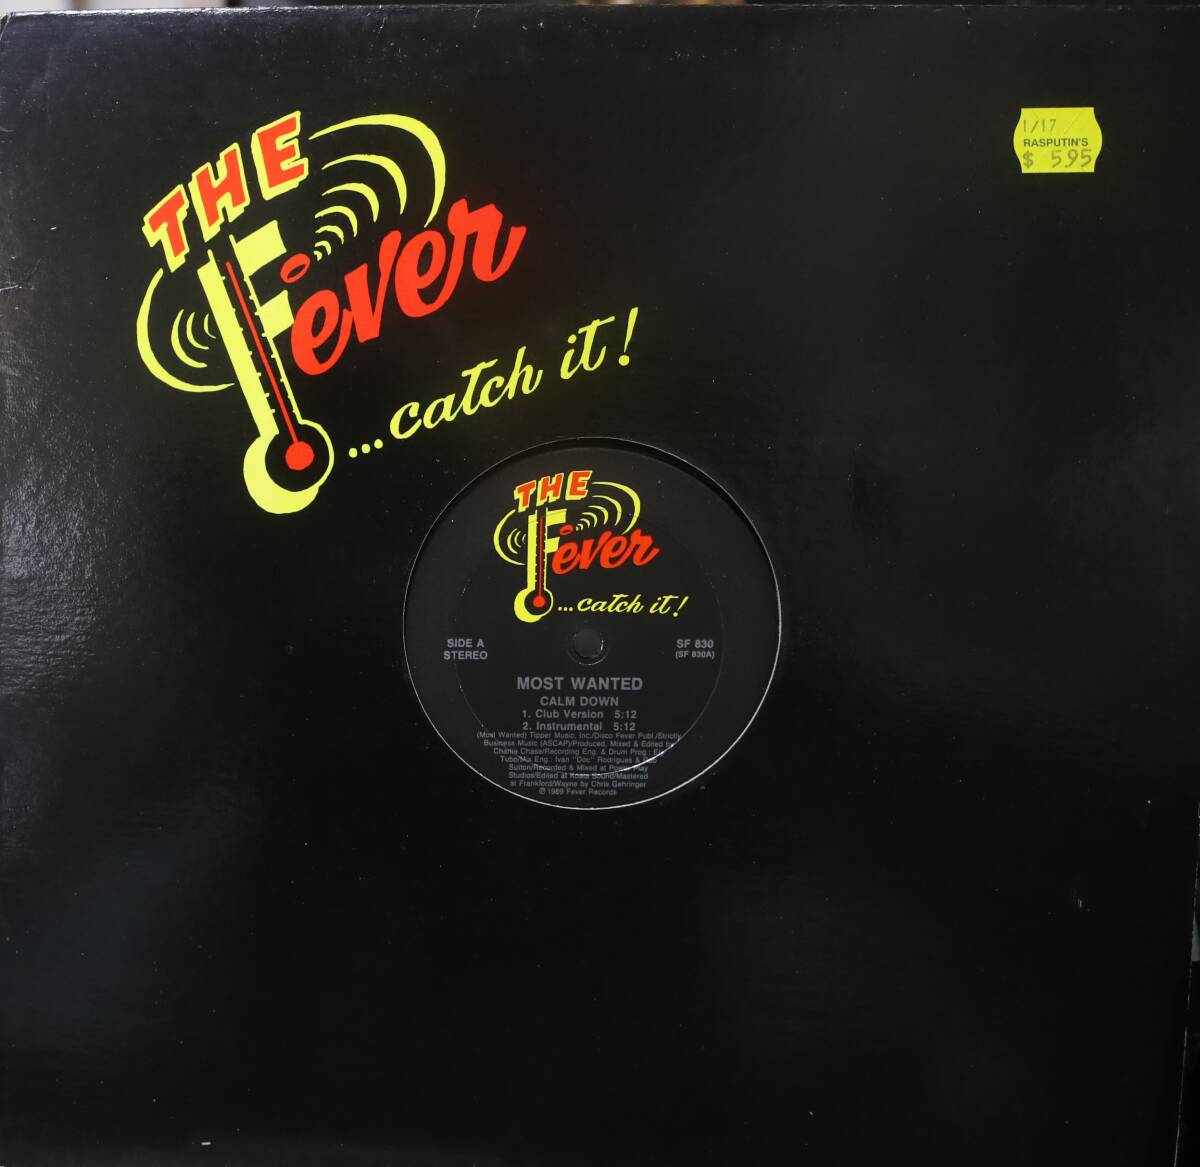 THE
Fever
...catch it!
1/17
RASPUTIN'S
$ 5.95
THE
Fever
...catch it!
SIDE A
STEREO
SF 830
(SF 830A)
MOST WANTED
CALM DOWN
1. Club Version 5:12
2. Instrumental 5:12
(Most Wanted) Tipper Music, Inc./Disco Fever Publ./Strictly
Business Music (ASCAP)/Produced, Mixed & Edited by
Charlie Chase/Recording Eng. & Drum Prog.:
Tubo/Mix Eng.: Ivan "Doc" Rodrigues &
Sutton/Recorded & Mixed at Power Play
Studios/Edited at Koala Sound/Mastered
at Frankford/Wayne by Chris Gehringer
℗ 1989 Fever Records